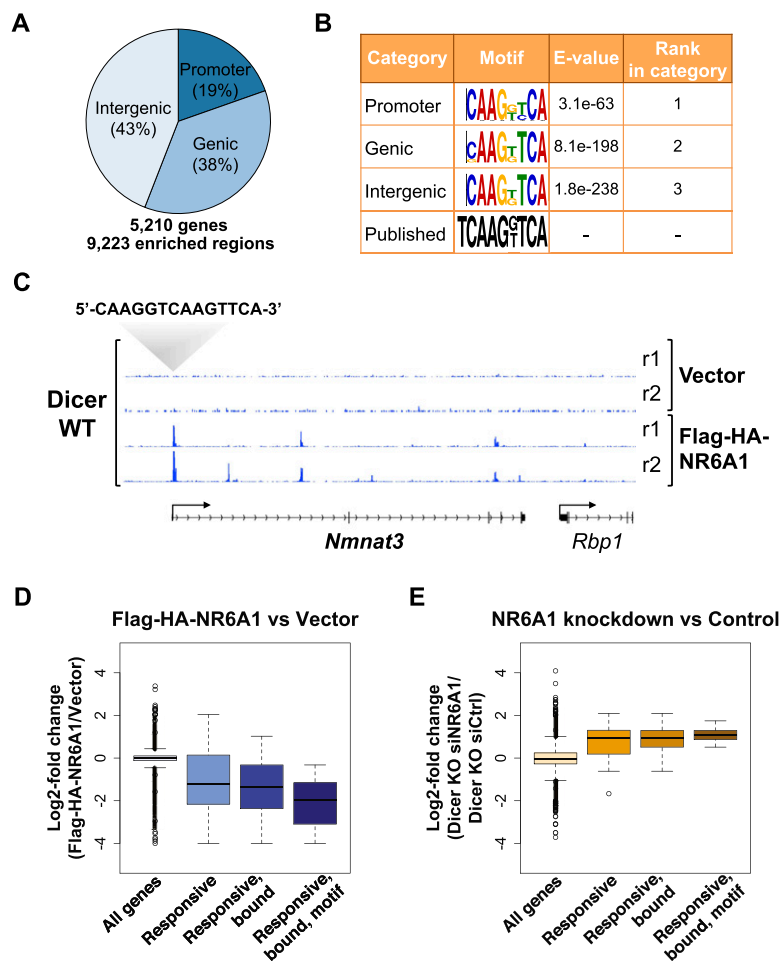 A
Promoter
(19%)
Intergenic
(43%)
Genic
(38%)
5,210 genes
9,223 enriched regions
B
Category Motif E-value Rank in category
Promoter CAAGGTCA 3.1e-63 1
Genic CAAGTTCA 8.1e-198 2
Intergenic CAAGTTCA 1.8e-238 3
Published TCAAGGTCA - -
C
5'-CAAGGTCAAGTTCA-3'
Dicer
WT
r1
r2
Vector
r1
r2
Flag-HA-
NR6A1
Nmnat3
Rbp1
D
Flag-HA-NR6A1 vs Vector
Log2-fold change
(Flag-HA-NR6A1/Vector)
4
2
0
-2
-4
All genes
Responsive
Responsive,
bound
Responsive,
bound, motif
E
NR6A1 knockdown vs Control
Log2-fold change
(Dicer KO siNR6A1/
Dicer KO siCtrl)
4
2
0
-2
-4
All genes
Responsive
Responsive,
bound
Responsive,
bound, motif